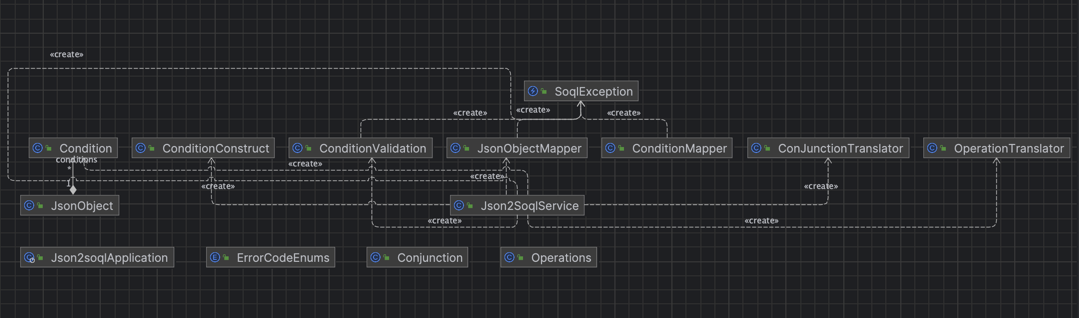 «create»
SoqlException
«create»
«create»
«create»
Condition
ConditionConstruct
ConditionValidation
JsonObjectMapper
ConditionMapper
ConJunctionTranslator
OperationTranslator
conditions
*
«create»
«create»
1
«create»
«create»
JsonObject
Json2SoqlService
«create»
«create»
Json2soqlApplication
ErrorCodeEnums
Conjunction
Operations